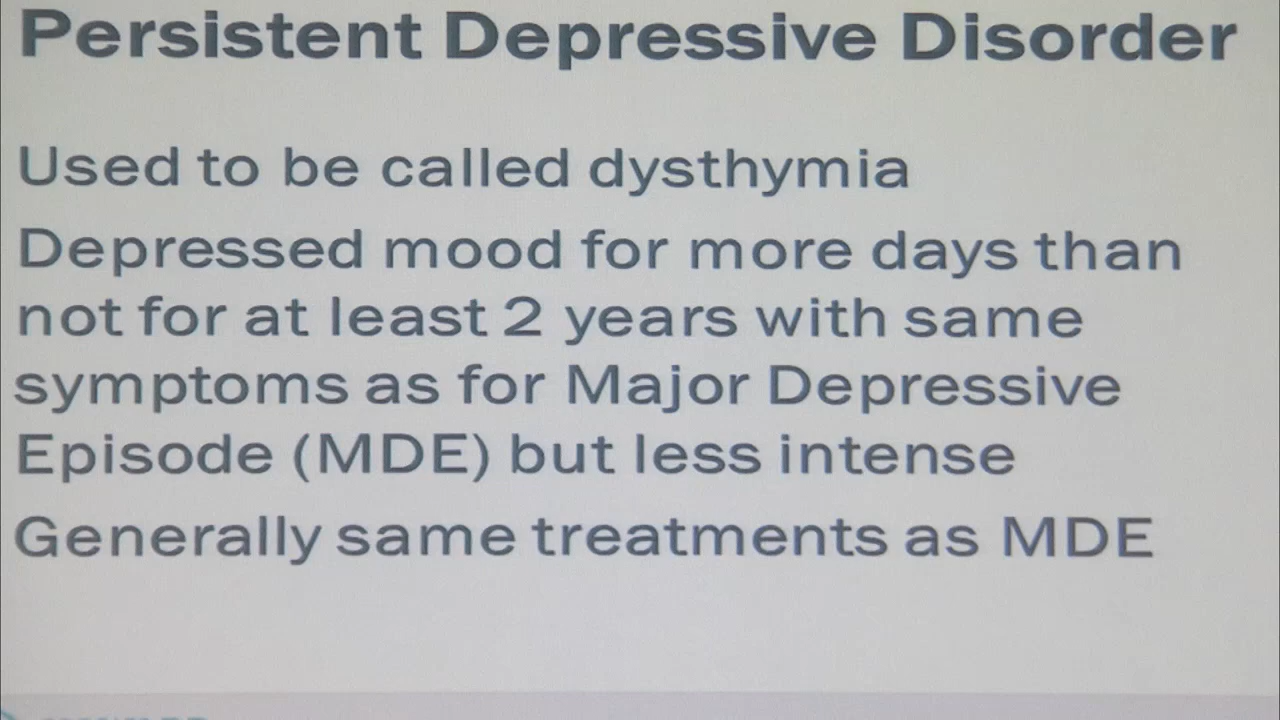 Persistent Depressive Disorder
Used to be called dysthymia
Depressed mood for more days than
not for at least 2 years with same
symptoms as for Major Depressive
Episode (MDE) but less intense
Generally same treatments as MDE